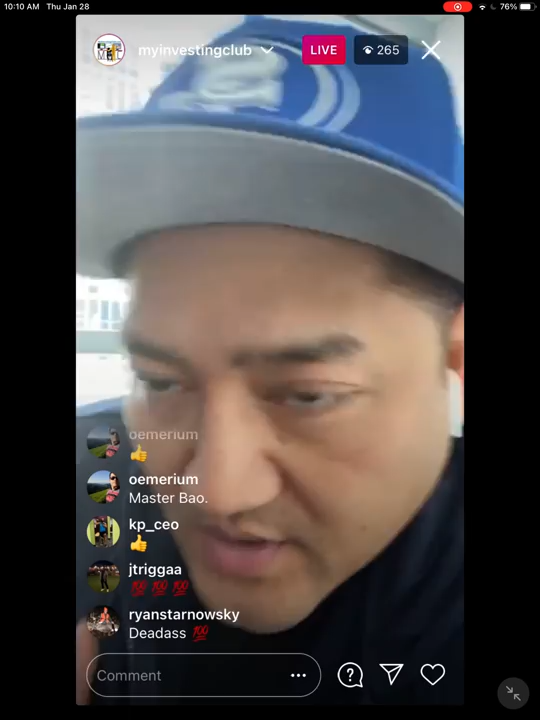 10:10 AM Thu Jan 28
76%
myinvestingclub
LIVE
265
oemerium
👍
oemerium
Master Bao.
kp_ceo
👍
jtriggaa
💯 💯 💯
ryanstarnowsky
Deadass 💯
Comment